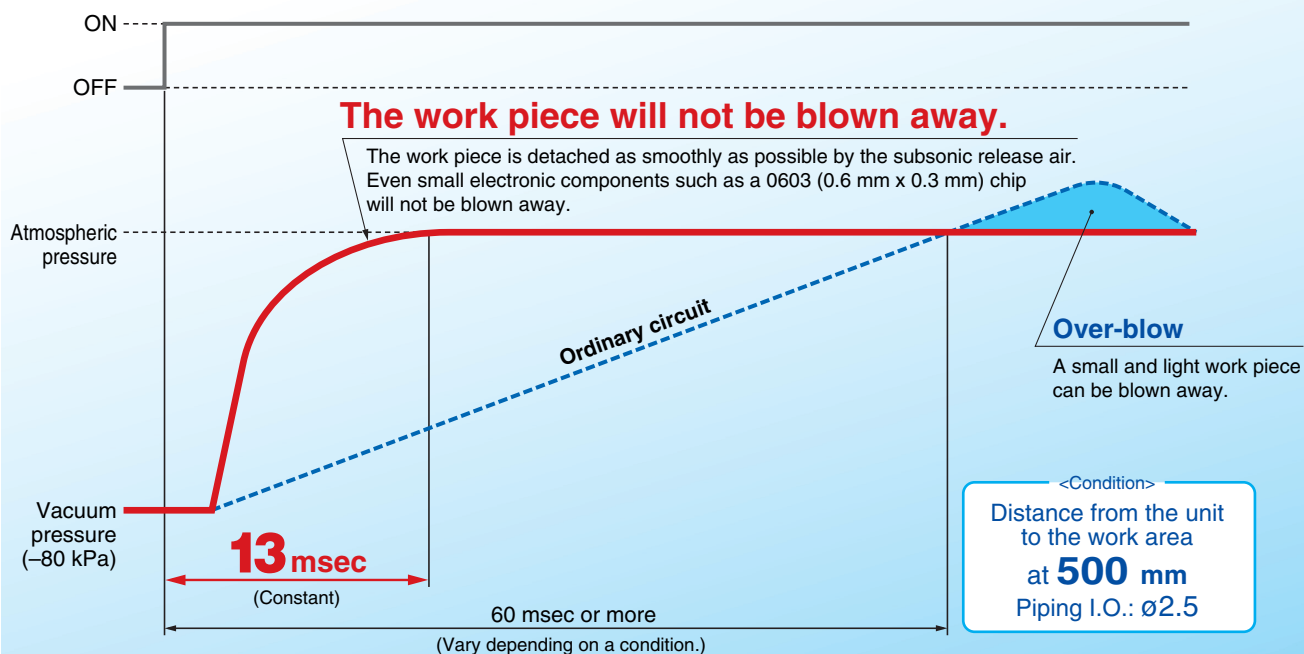 ON
OFF
The work piece will not be blown away.
The work piece is detached as smoothly as possible by the subsonic release air.
Even small electronic components such as a 0603 (0.6 mm x 0.3 mm) chip
will not be blown away.
Atmospheric
pressure
Ordinary circuit
Over-blow
A small and light work piece
can be blown away.
Vacuum
pressure
(–80 kPa)
13 msec
(Constant)
60 msec or more
(Vary depending on a condition.)
<Condition>
Distance from the unit
to the work area
at 500 mm
Piping I.O.: ø2.5